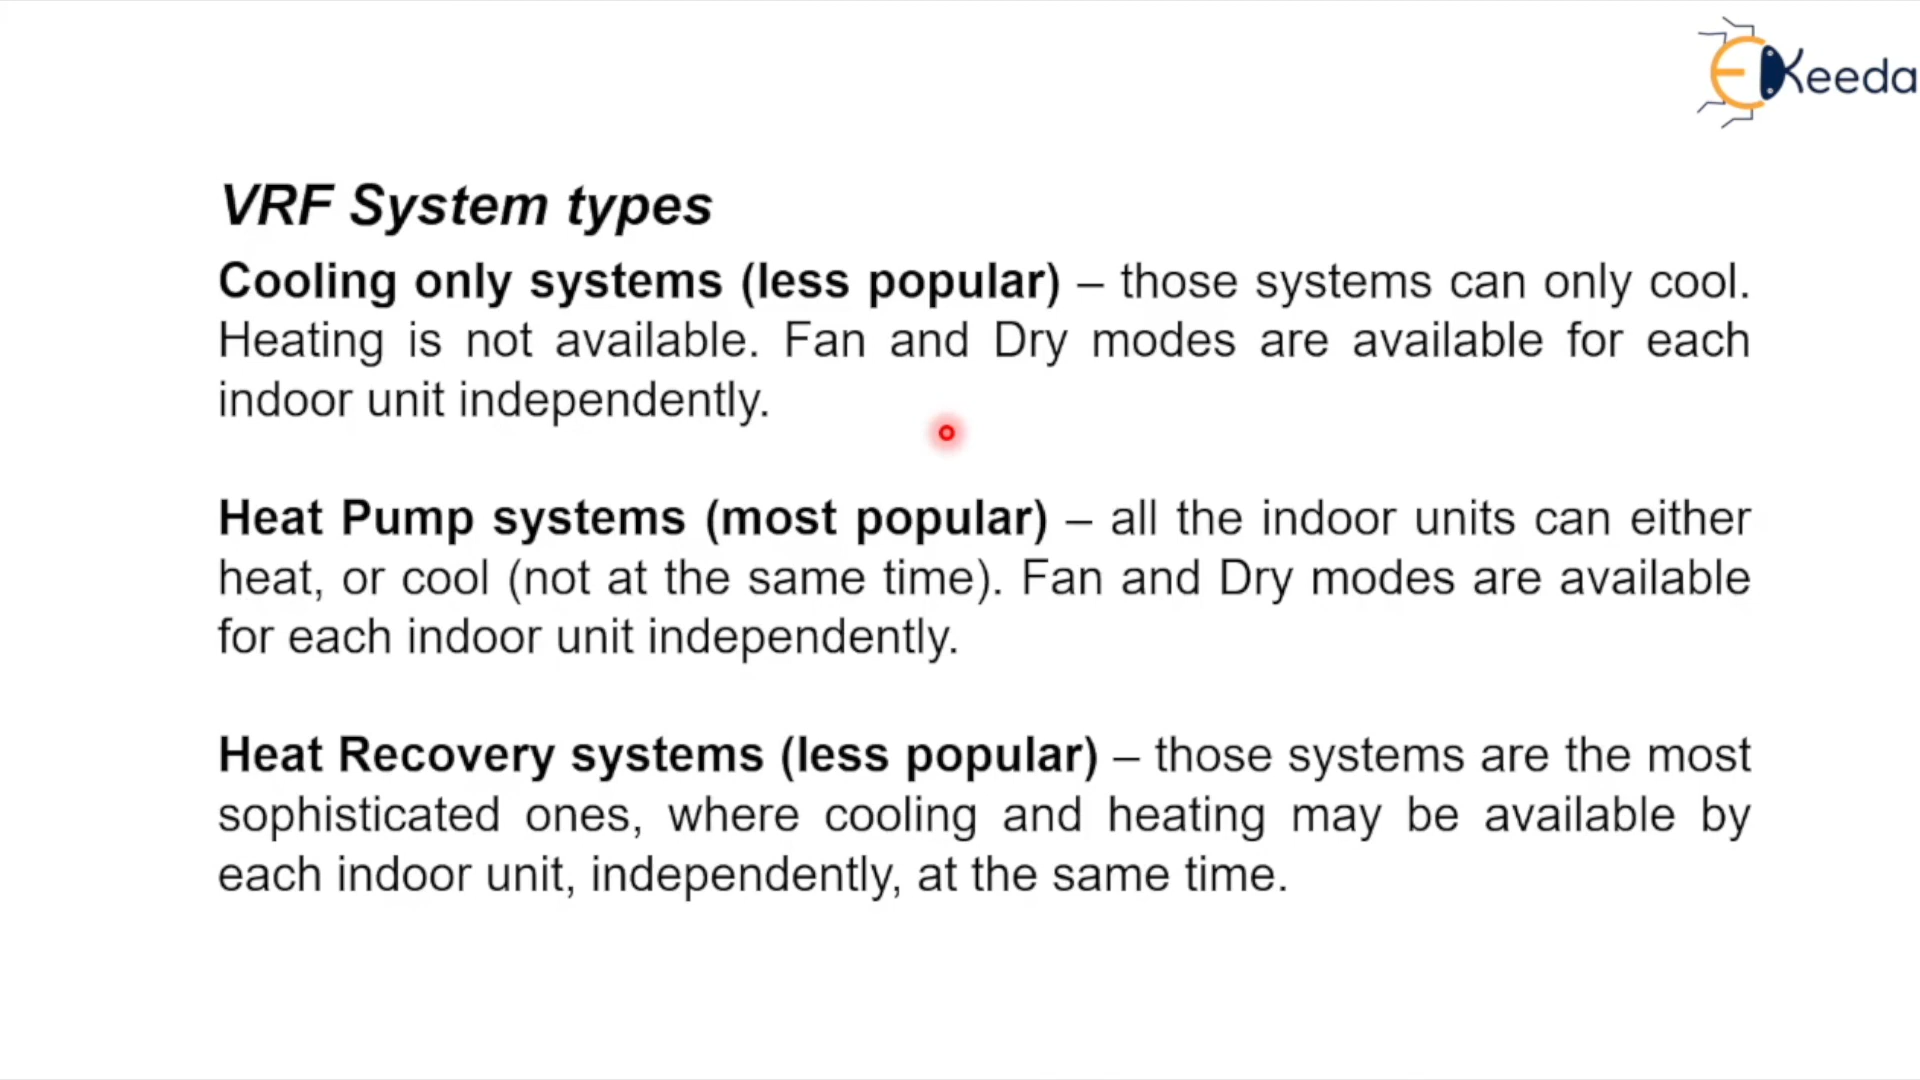 EKeeda
VRF System types
Cooling only systems (less popular) – those systems can only cool.
Heating is not available. Fan and Dry modes are available for each
indoor unit independently.
Heat Pump systems (most popular) – all the indoor units can either
heat, or cool (not at the same time). Fan and Dry modes are available
for each indoor unit independently.
Heat Recovery systems (less popular) – those systems are the most
sophisticated ones, where cooling and heating may be available by
each indoor unit, independently, at the same time.